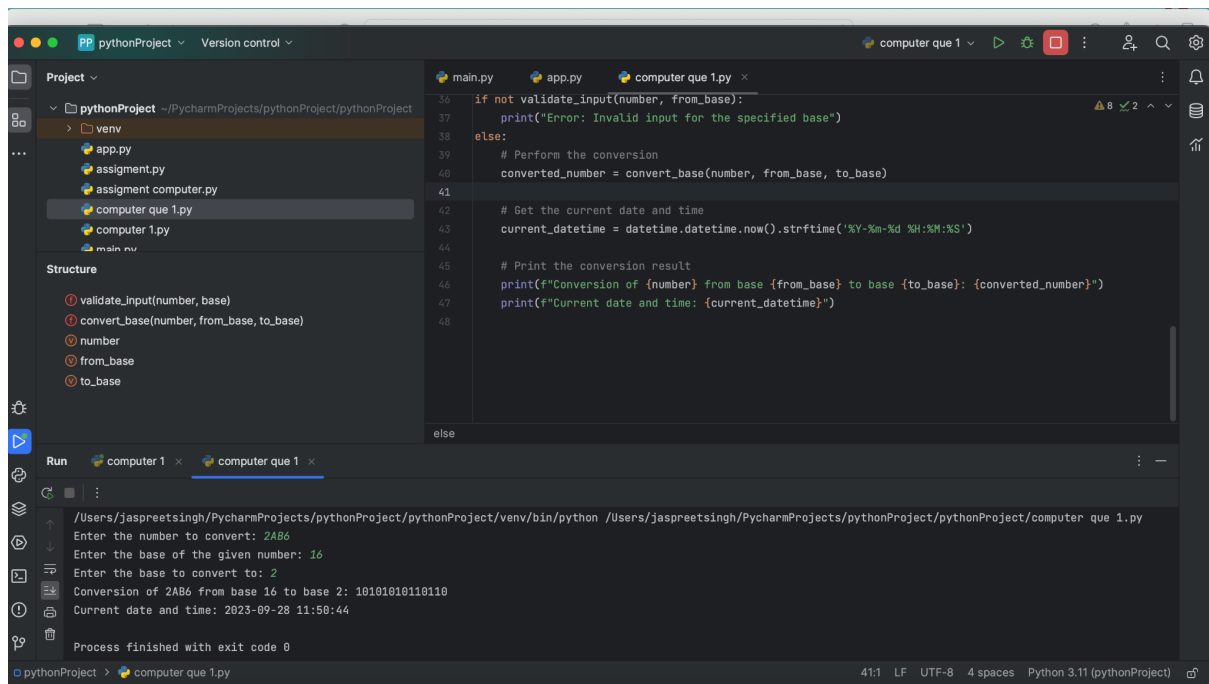 PP pythonProject Version control computer que 1
Project
pythonProject ~/PycharmProjects/pythonProject/pythonProject
venv
app.py
assigment.py
assigment computer.py
computer que 1.py
computer 1.py
main.py
Structure
validate_input(number, base)
convert_base(number, from_base, to_base)
number
from_base
to_base
main.py app.py computer que 1.py
8 2
36 if not validate_input(number, from_base):
37 print("Error: Invalid input for the specified base")
38 else:
39 # Perform the conversion
40 converted_number = convert_base(number, from_base, to_base)
41
42 # Get the current date and time
43 current_datetime = datetime.datetime.now().strftime('%Y-%m-%d %H:%M:%S')
44
45 # Print the conversion result
46 print(f"Conversion of {number} from base {from_base} to base {to_base}: {converted_number}")
47 print(f"Current date and time: {current_datetime}")
48
else
Run computer 1 computer que 1
/Users/jaspreetsingh/PycharmProjects/pythonProject/pythonProject/venv/bin/python /Users/jaspreetsingh/PycharmProjects/pythonProject/pythonProject/computer que 1.py
Enter the number to convert: 2AB6
Enter the base of the given number: 16
Enter the base to convert to: 2
Conversion of 2AB6 from base 16 to base 2: 10101010110110
Current date and time: 2023-09-28 11:50:44
Process finished with exit code 0
pythonProject > computer que 1.py 41:1 LF UTF-8 4 spaces Python 3.11 (pythonProject)